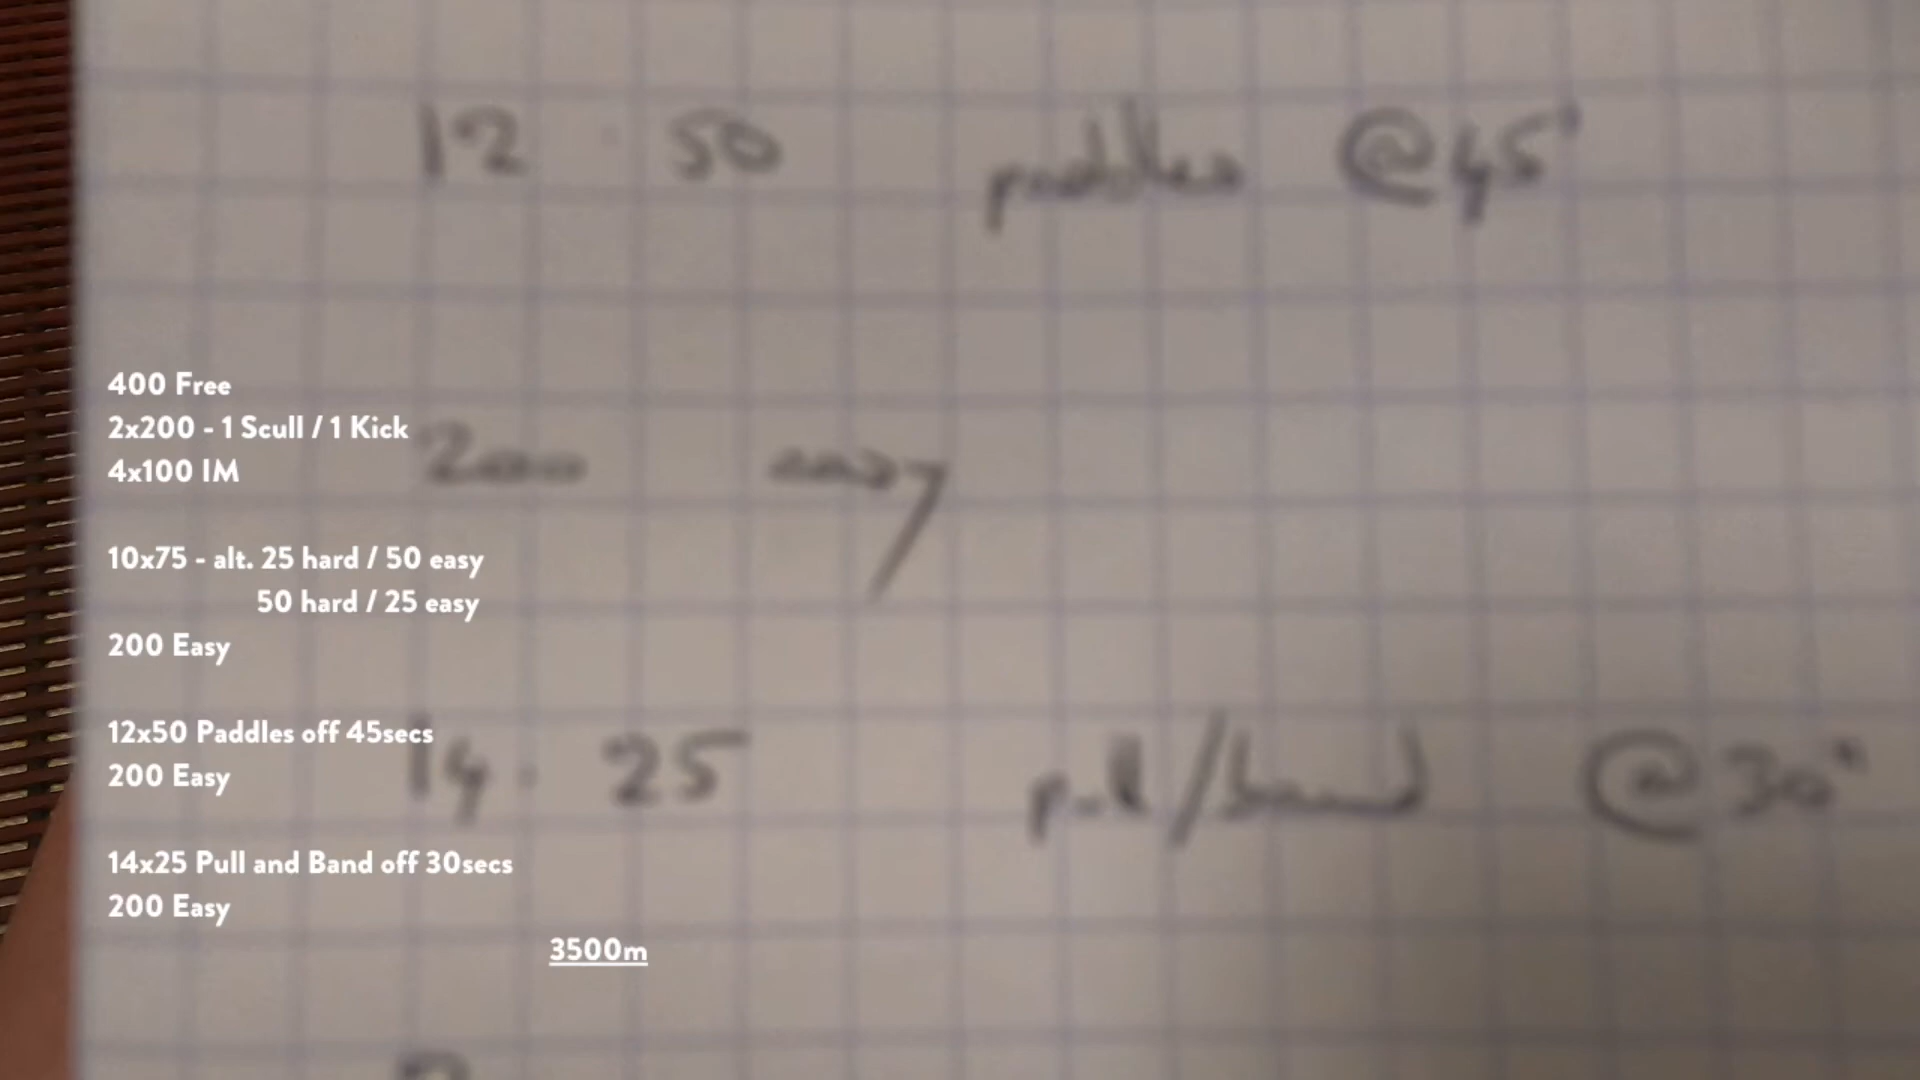 12 50 paddles @45"
200 easy
14 · 25 pull/band @30"
400 Free
2x200 - 1 Scull / 1 Kick
4x100 IM
10x75 - alt. 25 hard / 50 easy
50 hard / 25 easy
200 Easy
12x50 Paddles off 45secs
200 Easy
14x25 Pull and Band off 30secs
200 Easy
3500m